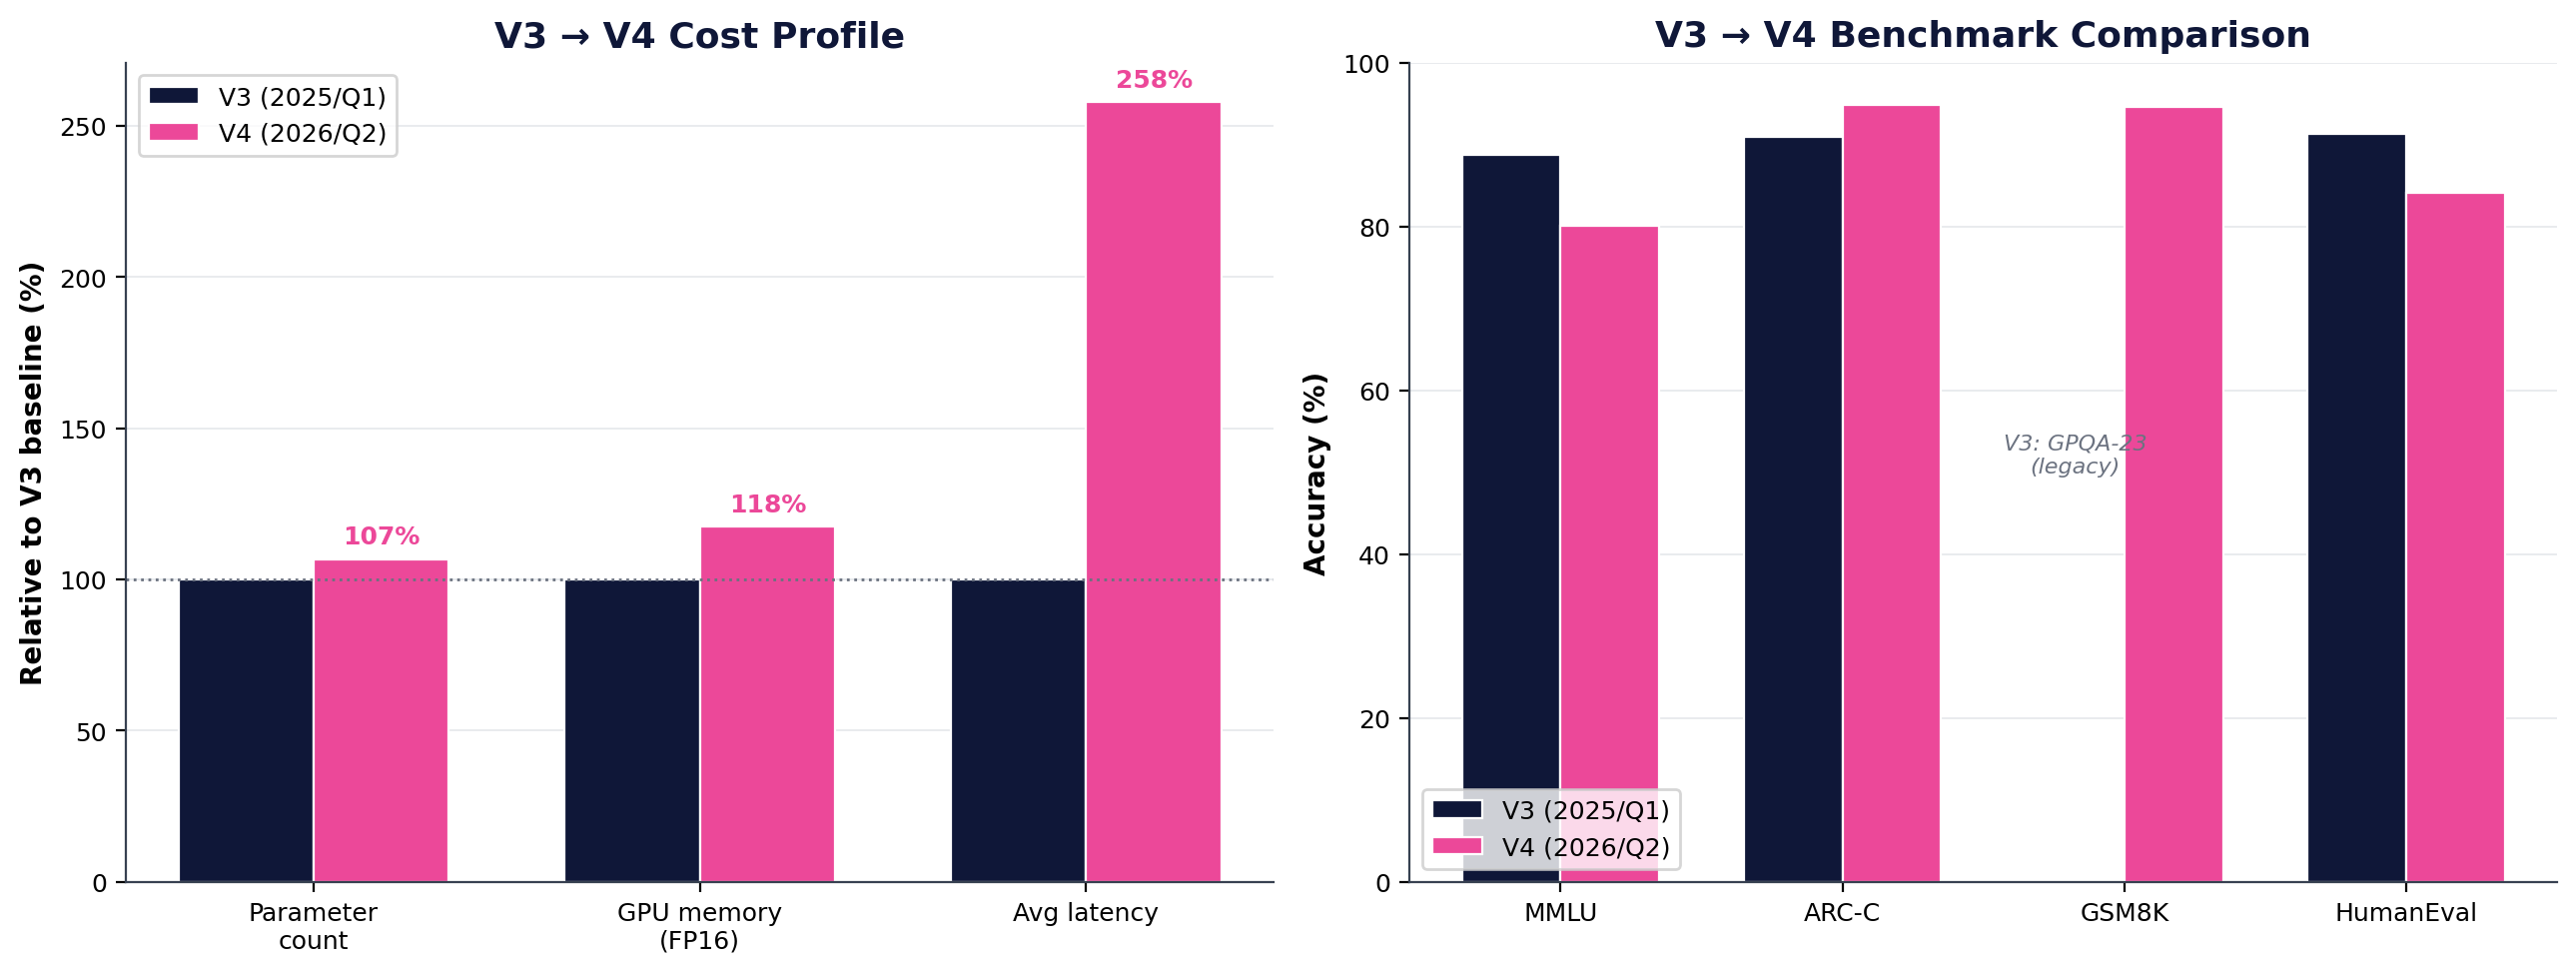 V3 → V4 Cost Profile
Relative to V3 baseline (%)
250
200
150
100
50
0
V3 (2025/Q1)
V4 (2026/Q2)
107%
118%
258%
Parameter
count
GPU memory
(FP16)
Avg latency
V3 → V4 Benchmark Comparison
Accuracy (%)
100
80
60
40
20
0
V3: GPQA-23
(legacy)
V3 (2025/Q1)
V4 (2026/Q2)
MMLU
ARC-C
GSM8K
HumanEval